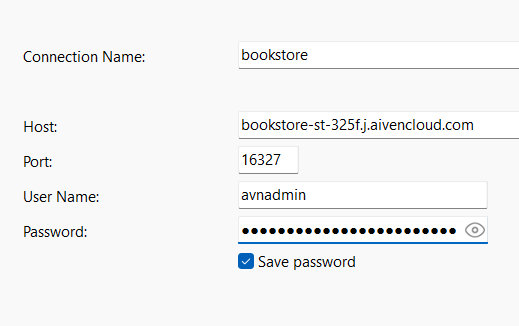 Connection Name: bookstore
Host: bookstore-st-325f.j.aivencloud.com
Port: 16327
User Name: avnadmin
Password: ●●●●●●●●●●●●●●●●●●●●●●●●
Save password